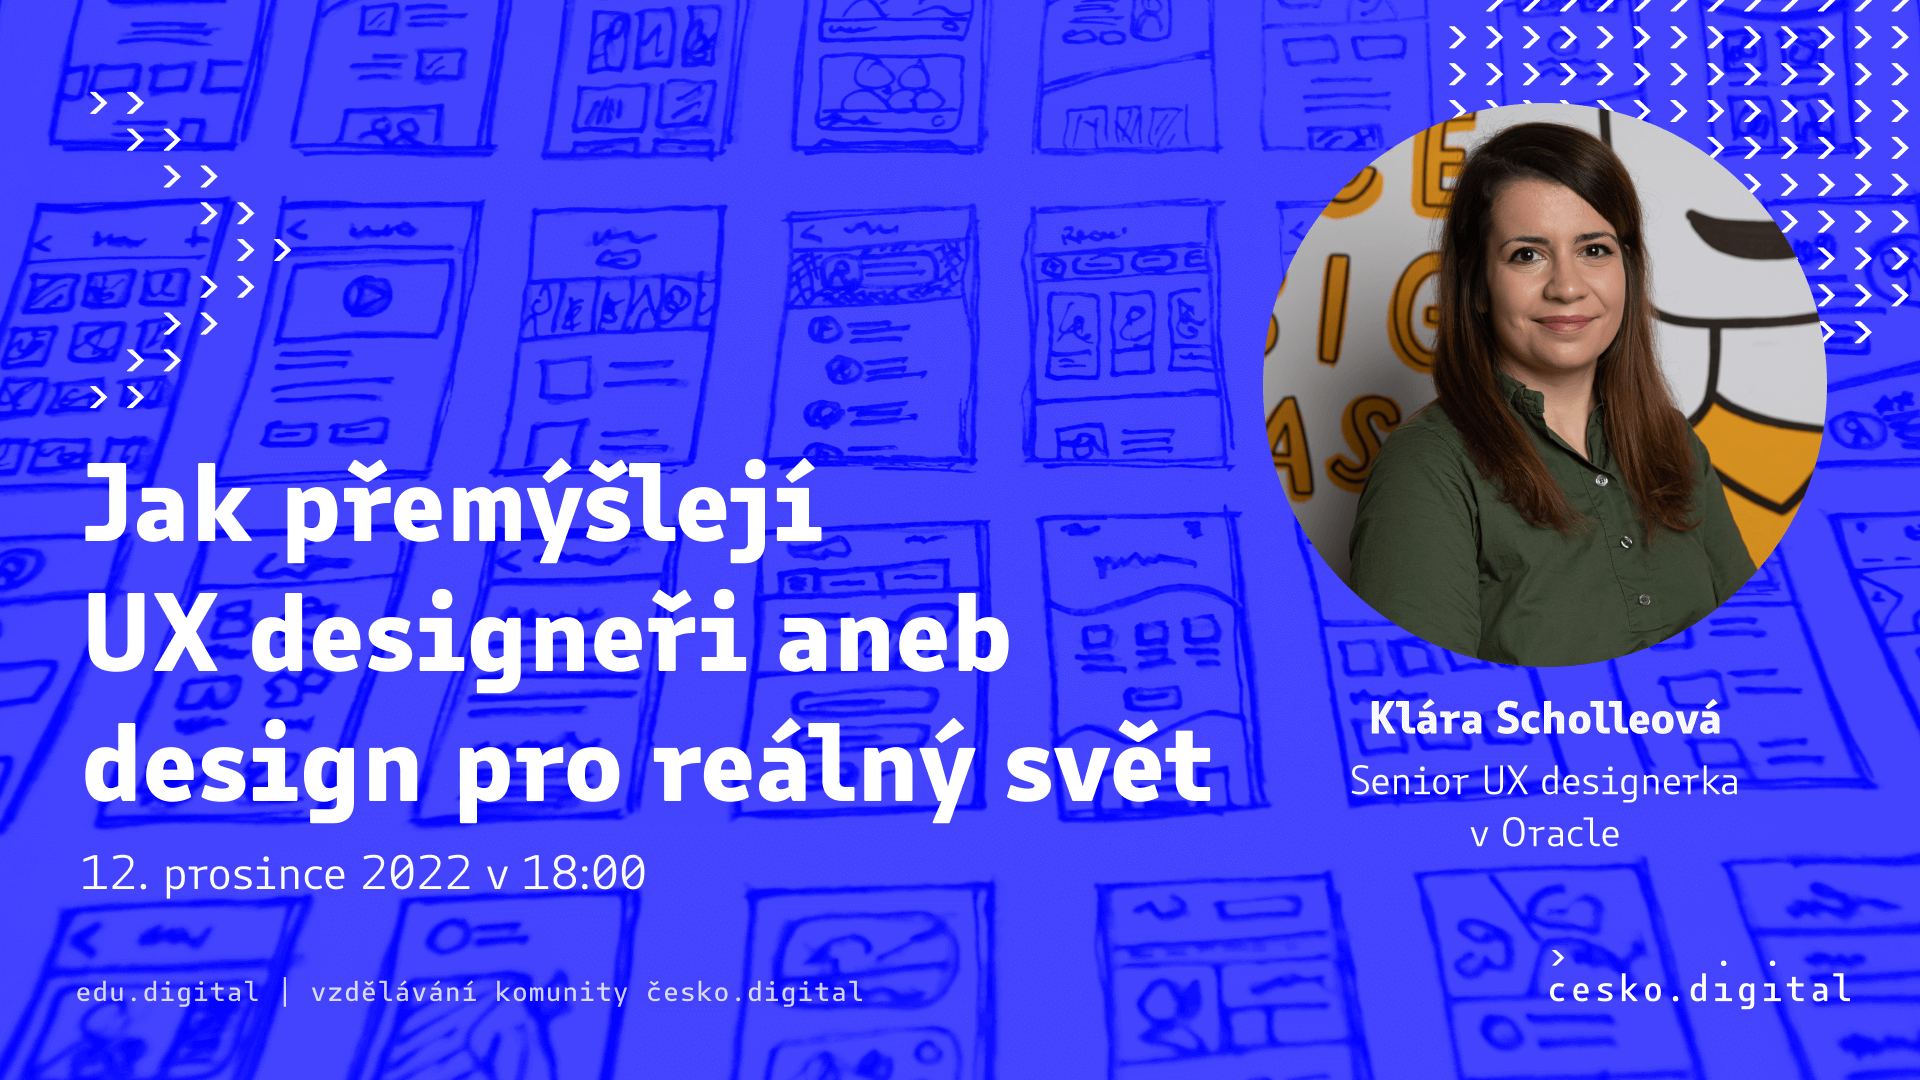 Jak přemýšlejí
UX designeři aneb
design pro reálný svět
12. prosince 2022 v 18:00
Klára Scholleová
Senior UX designerka
v Oracle
edu.digital | vzdělávání komunity česko.digital
cesko.digital